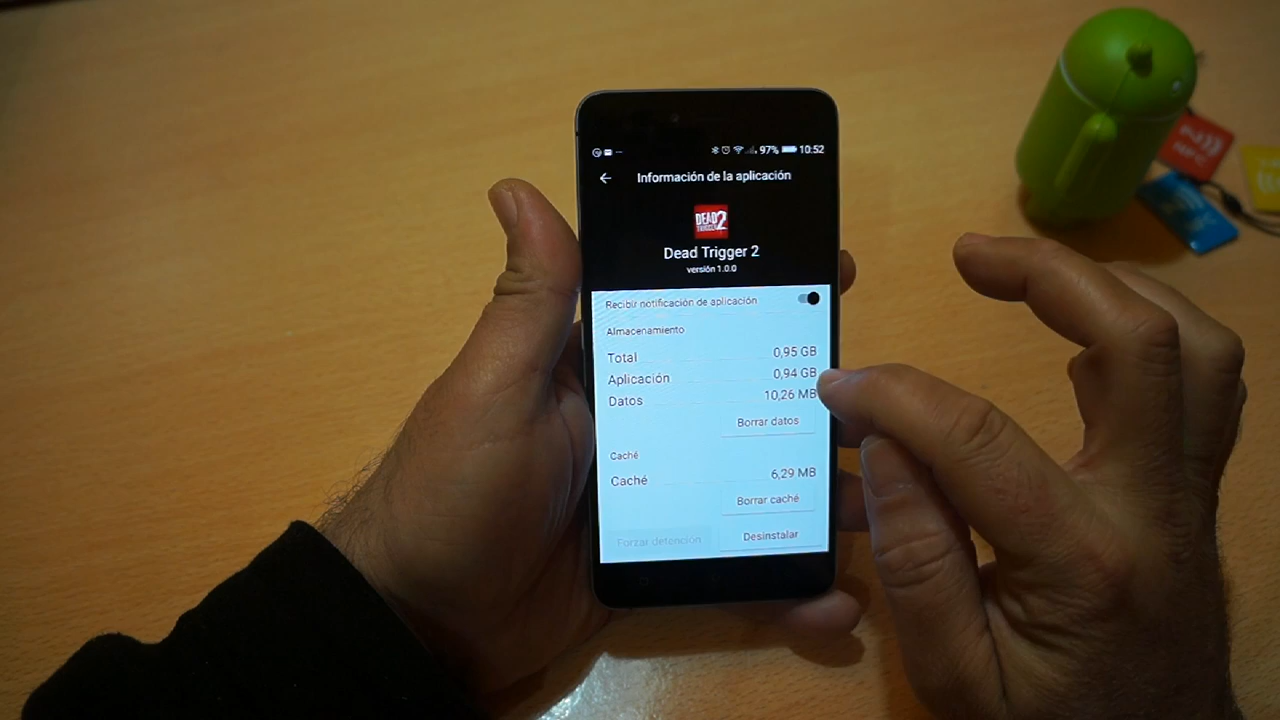 97% 10:52
Información de la aplicación
DEAD
TRIGGER 2
Dead Trigger 2
versión 1.0.0
Recibir notificación de aplicación
Almacenamiento
Total 0,95 GB
Aplicación 0,94 GB
Datos 10,26 MB
Borrar datos
Caché
Caché 6,29 MB
Borrar caché
Forzar detención Desinstalar
NFC